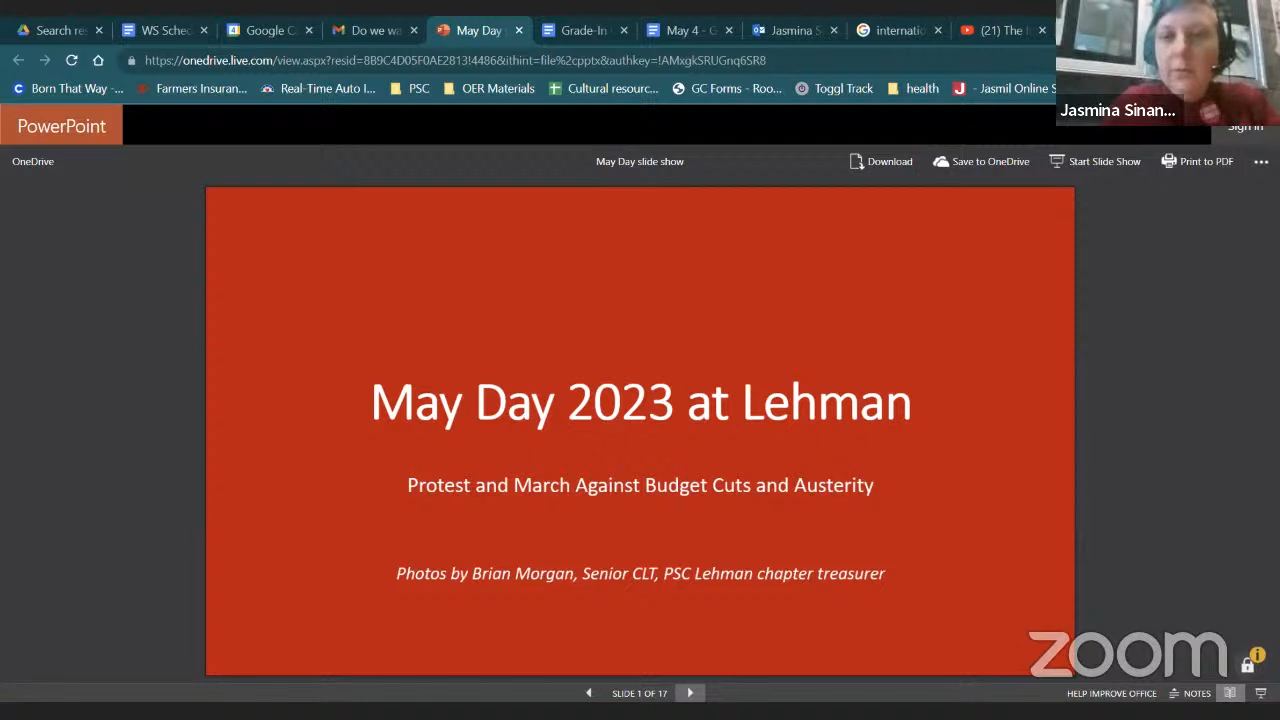 Search re:
WS Sched
Google C
Do we wa
May Day
Grade-In
May 4 - G
Jasmina S
internatio
(21) The I
https://onedrive.live.com/view.aspx?resid=8B9C4D05F0AE2813!4486&ithint=file%2cpptx&authkey=!AMxgkSRUGnq6SR8
Born That Way -...
Farmers Insuran...
Real-Time Auto I...
PSC
OER Materials
Cultural resourc...
GC Forms - Roo...
Toggl Track
health
Jasmil Online S
Jasmina Sinan...
PowerPoint
Sign in
OneDrive
May Day slide show
Download
Save to OneDrive
Start Slide Show
Print to PDF
May Day 2023 at Lehman
Protest and March Against Budget Cuts and Austerity
Photos by Brian Morgan, Senior CLT, PSC Lehman chapter treasurer
zoom
SLIDE 1 OF 17
HELP IMPROVE OFFICE
NOTES